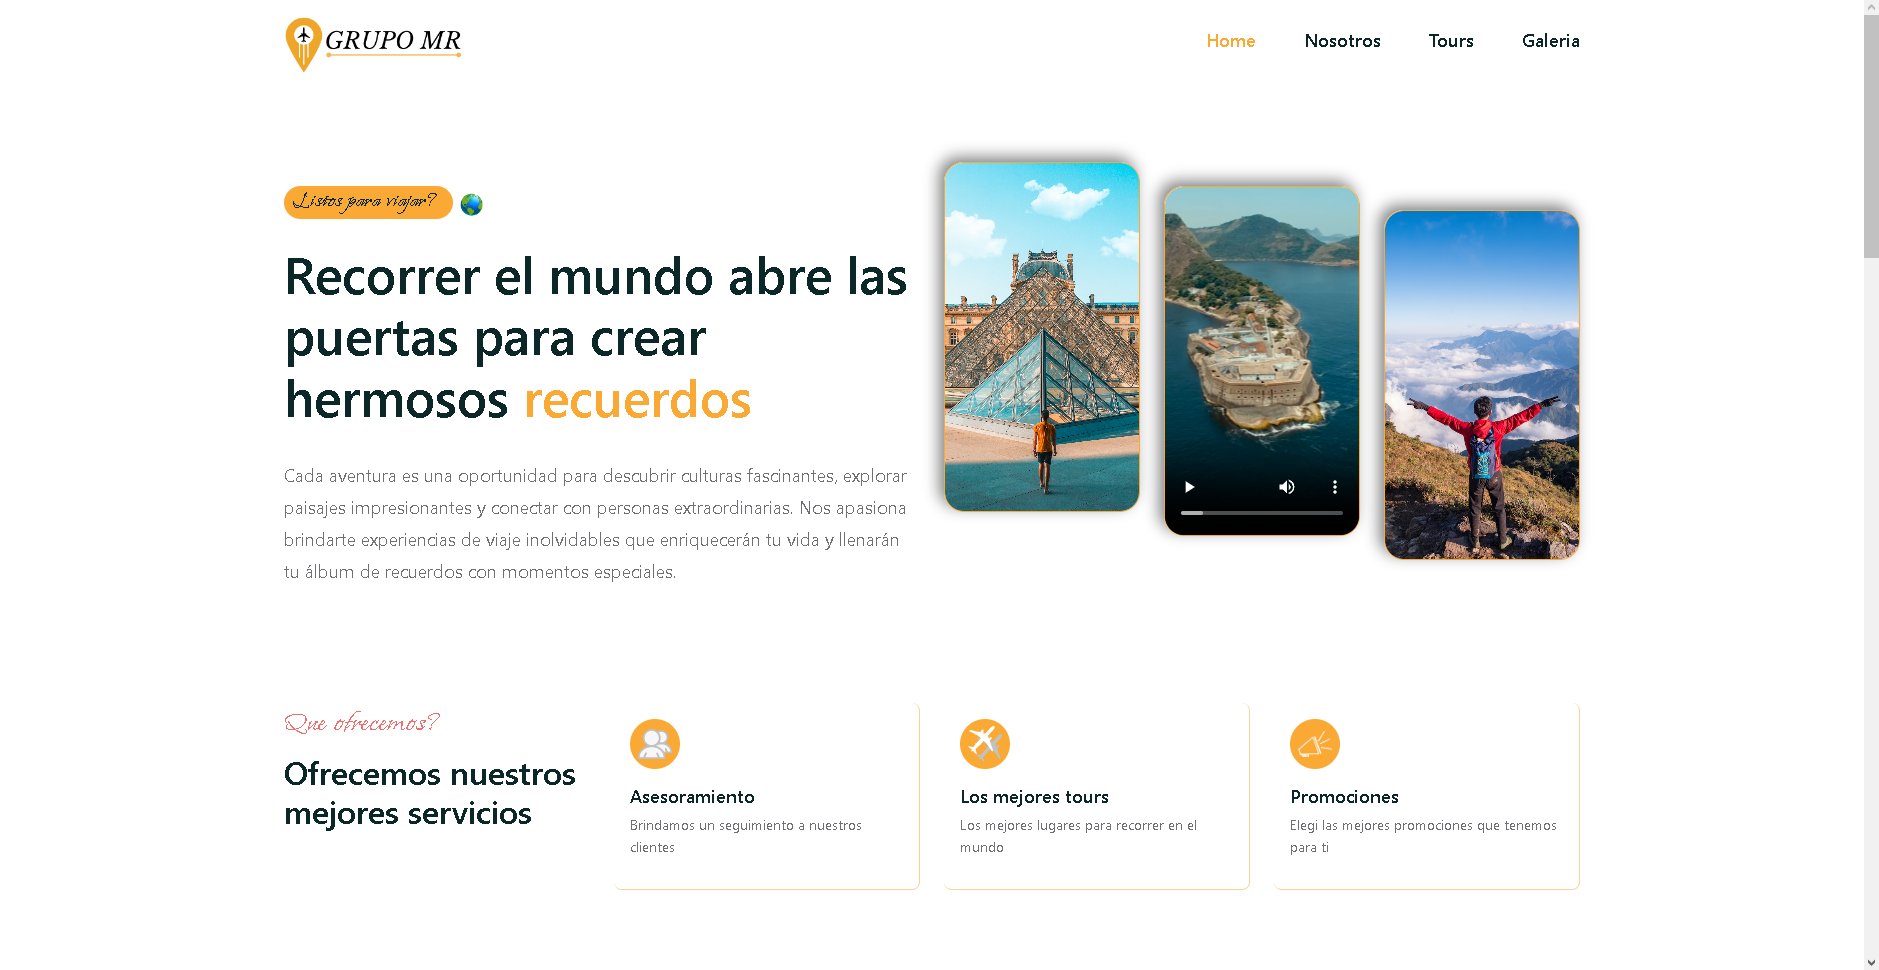 GRUPO MR
Home
Nosotros
Tours
Galeria
Listos para viajar?
Recorrer el mundo abre las
puertas para crear
hermosos recuerdos
Cada aventura es una oportunidad para descubrir culturas fascinantes, explorar
paisajes impresionantes y conectar con personas extraordinarias. Nos apasiona
brindarte experiencias de viaje inolvidables que enriquecerán tu vida y llenarán
tu álbum de recuerdos con momentos especiales.
Que ofrecemos?
Ofrecemos nuestros
mejores servicios
Asesoramiento
Brindamos un seguimiento a nuestros
clientes
Los mejores tours
Los mejores lugares para recorrer en el
mundo
Promociones
Elegi las mejores promociones que tenemos
para ti